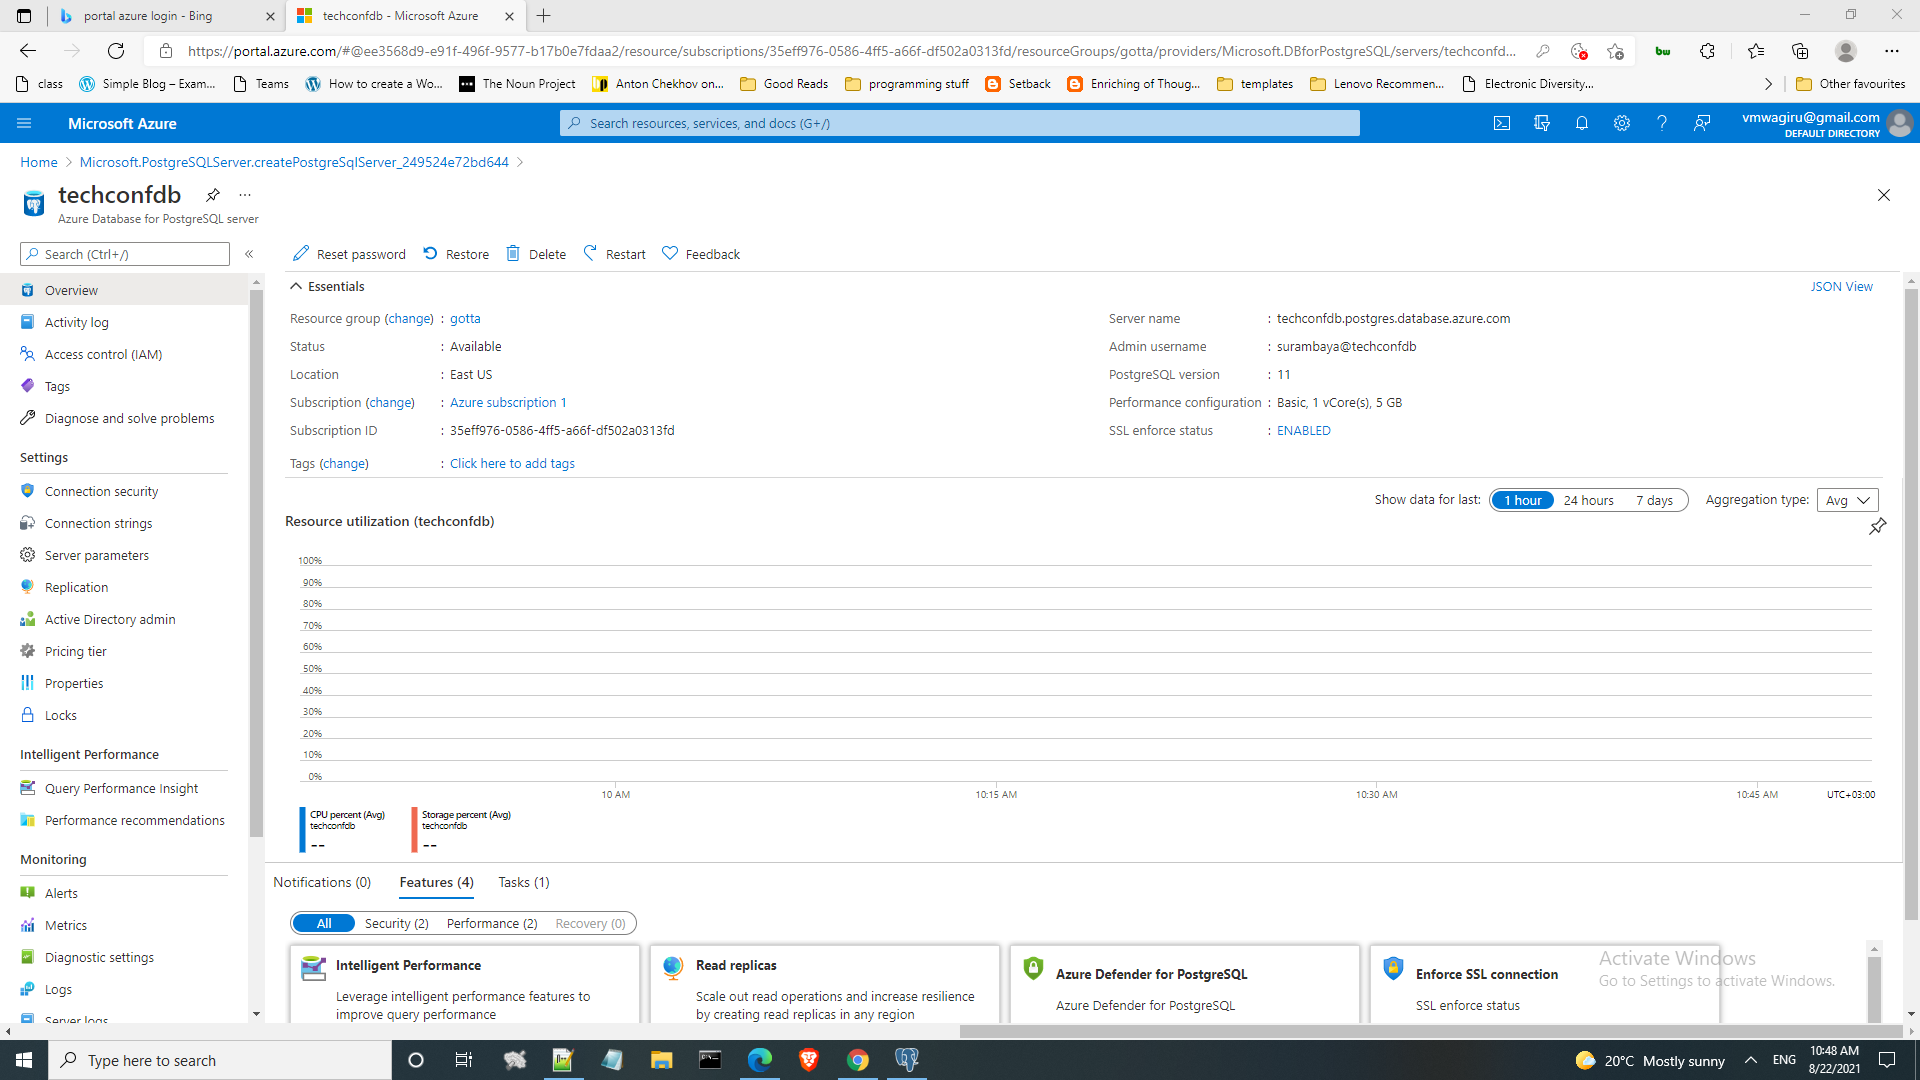 portal azure login - Bing
techconfdb - Microsoft Azure
https://portal.azure.com/#@ee3568d9-e91f-496f-9577-b17b0e7fdaa2/resource/subscriptions/35eff976-0586-4ff5-a66f-df502a0313fd/resourceGroups/gotta/providers/Microsoft.DBforPostgreSQL/servers/techconfd...
class
Simple Blog – Exam...
Teams
How to create a Wo...
The Noun Project
Anton Chekhov on...
Good Reads
programming stuff
Setback
Enriching of Thoug...
templates
Lenovo Recommen...
Electronic Diversity...
Other favourites
Microsoft Azure
Search resources, services, and docs (G+/)
vmwagiru@gmail.com
DEFAULT DIRECTORY
Home
Microsoft.PostgreSQLServer.createPostgreSqlServer_249524e72bd644
techconfdb
Azure Database for PostgreSQL server
Search (Ctrl+/)
Reset password
Restore
Delete
Restart
Feedback
Overview
Activity log
Access control (IAM)
Tags
Diagnose and solve problems
Settings
Connection security
Connection strings
Server parameters
Replication
Active Directory admin
Pricing tier
Properties
Locks
Intelligent Performance
Query Performance Insight
Performance recommendations
Monitoring
Alerts
Metrics
Diagnostic settings
Logs
Server logs
Essentials
JSON View
Resource group (change) : gotta
Status : Available
Location : East US
Subscription (change) : Azure subscription 1
Subscription ID : 35eff976-0586-4ff5-a66f-df502a0313fd
Tags (change) : Click here to add tags
Server name : techconfdb.postgres.database.azure.com
Admin username : surambaya@techconfdb
PostgreSQL version : 11
Performance configuration : Basic, 1 vCore(s), 5 GB
SSL enforce status : ENABLED
Show data for last: 1 hour 24 hours 7 days Aggregation type: Avg
Resource utilization (techconfdb)
100%
90%
80%
70%
60%
50%
40%
30%
20%
10%
0%
10 AM 10:15 AM 10:30 AM 10:45 AM UTC+03:00
CPU percent (Avg)
techconfdb
--
Storage percent (Avg)
techconfdb
--
Notifications (0) Features (4) Tasks (1)
All Security (2) Performance (2) Recovery (0)
Intelligent Performance
Leverage intelligent performance features to
improve query performance
Read replicas
Scale out read operations and increase resilience
by creating read replicas in any region
Azure Defender for PostgreSQL
Azure Defender for PostgreSQL
Enforce SSL connection
SSL enforce status
Activate Windows
Go to Settings to activate Windows.
Type here to search
20°C Mostly sunny
ENG
10:48 AM
8/22/2021